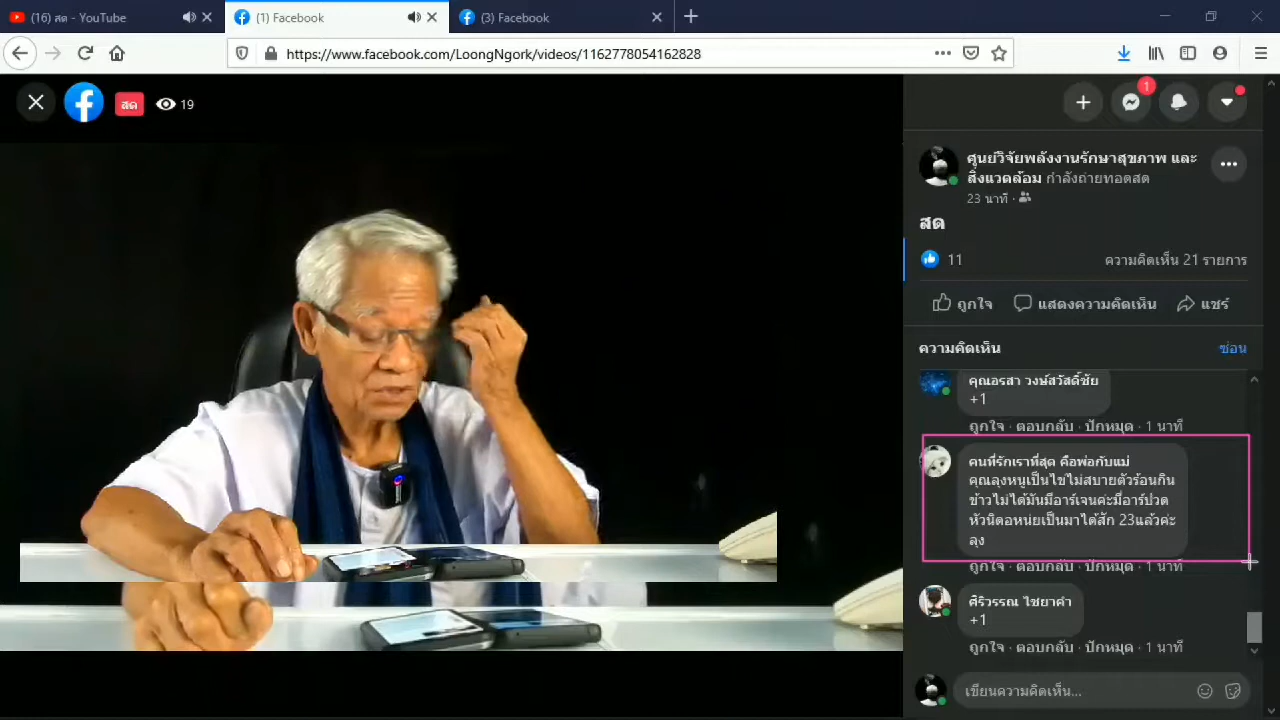 (16) สด - YouTube
(1) Facebook
(3) Facebook
https://www.facebook.com/LoongNgork/videos/1162778054162828
สด
19
1
ศูนย์วิจัยพลังงานรักษาสุขภาพ และ
สิ่งแวดล้อม กำลังถ่ายทอดสด
23 นาที ·
สด
11
ความคิดเห็น 21 รายการ
ถูกใจ
แสดงความคิดเห็น
แชร์
ความคิดเห็น
ซ่อน
คุณอรสา วงษ์สวัสดิ์ชัย
+1
ถูกใจ · ตอบกลับ · ปักหมุด · 1 นาที
คนที่รักเราที่สุด คือพ่อกับแม่
คุณลุงหนูเป็นไข่ไม่สบายตัวร้อนกิน
ข้าวไม่ได้มันมีอาร์เจนค่ะมีอาร์ปวด
หัวนิดอหน่ยเป็นมาได้สัก 23แล้วค่ะ
ลุง
ถูกใจ · ตอบกลับ · ปักหมุด · 1 นาที
ศิริวรรณ ไชยาคำ
+1
ถูกใจ · ตอบกลับ · ปักหมุด · 1 นาที
เขียนความคิดเห็น...